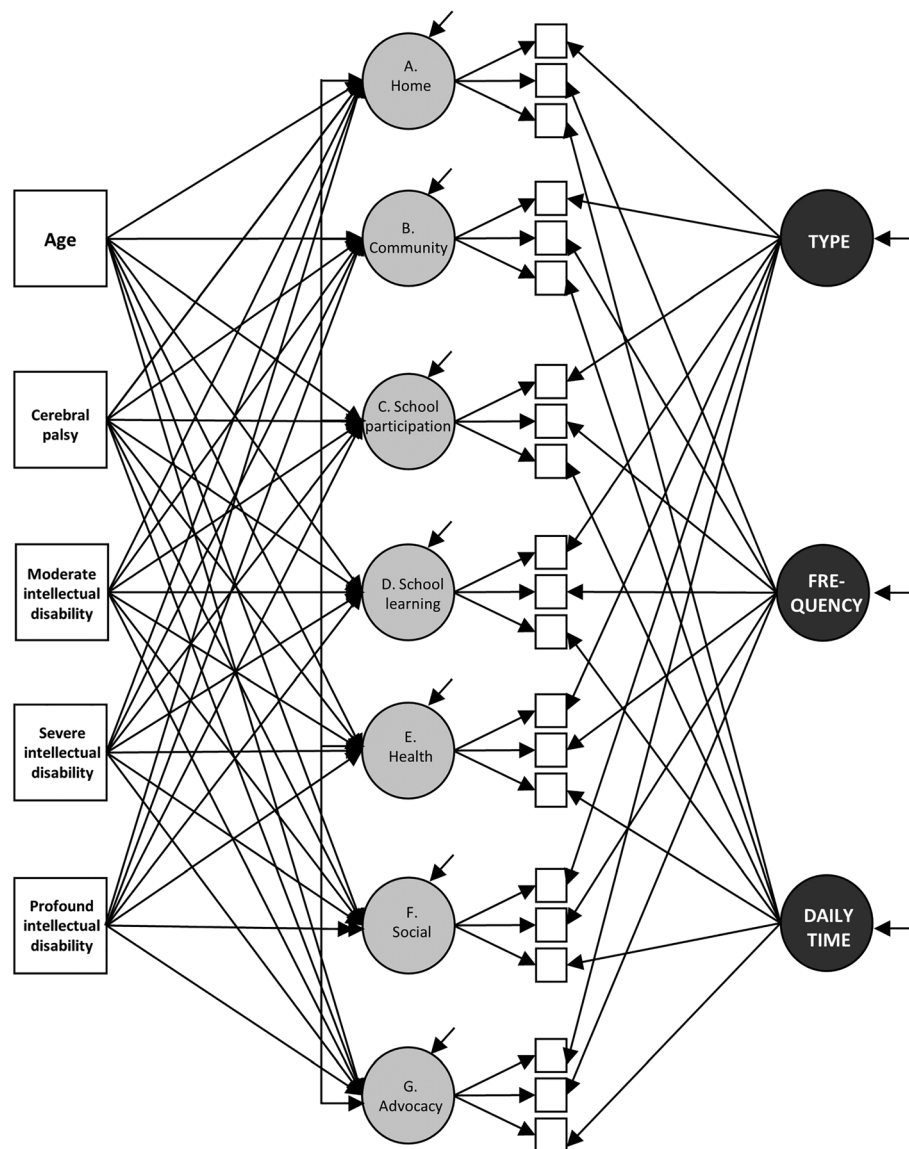 A.
Home
Age
B.
Community
TYPE
Cerebral
palsy
C. School
participation
Moderate
intellectual
disability
D. School
learning
FRE-
QUENCY
Severe
intellectual
disability
E.
Health
Profound
intellectual
disability
F.
Social
DAILY
TIME
G.
Advocacy